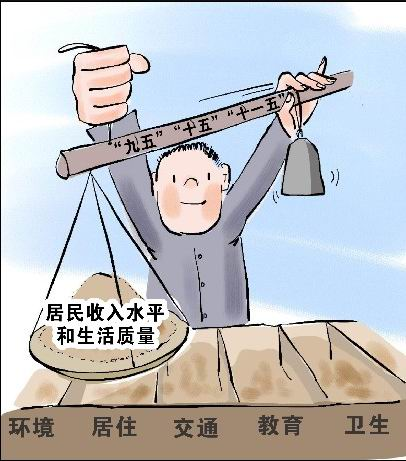 “九五”“十五”“十一五”
居民收入水平
和生活质量
环境 居住 交通 教育 卫生